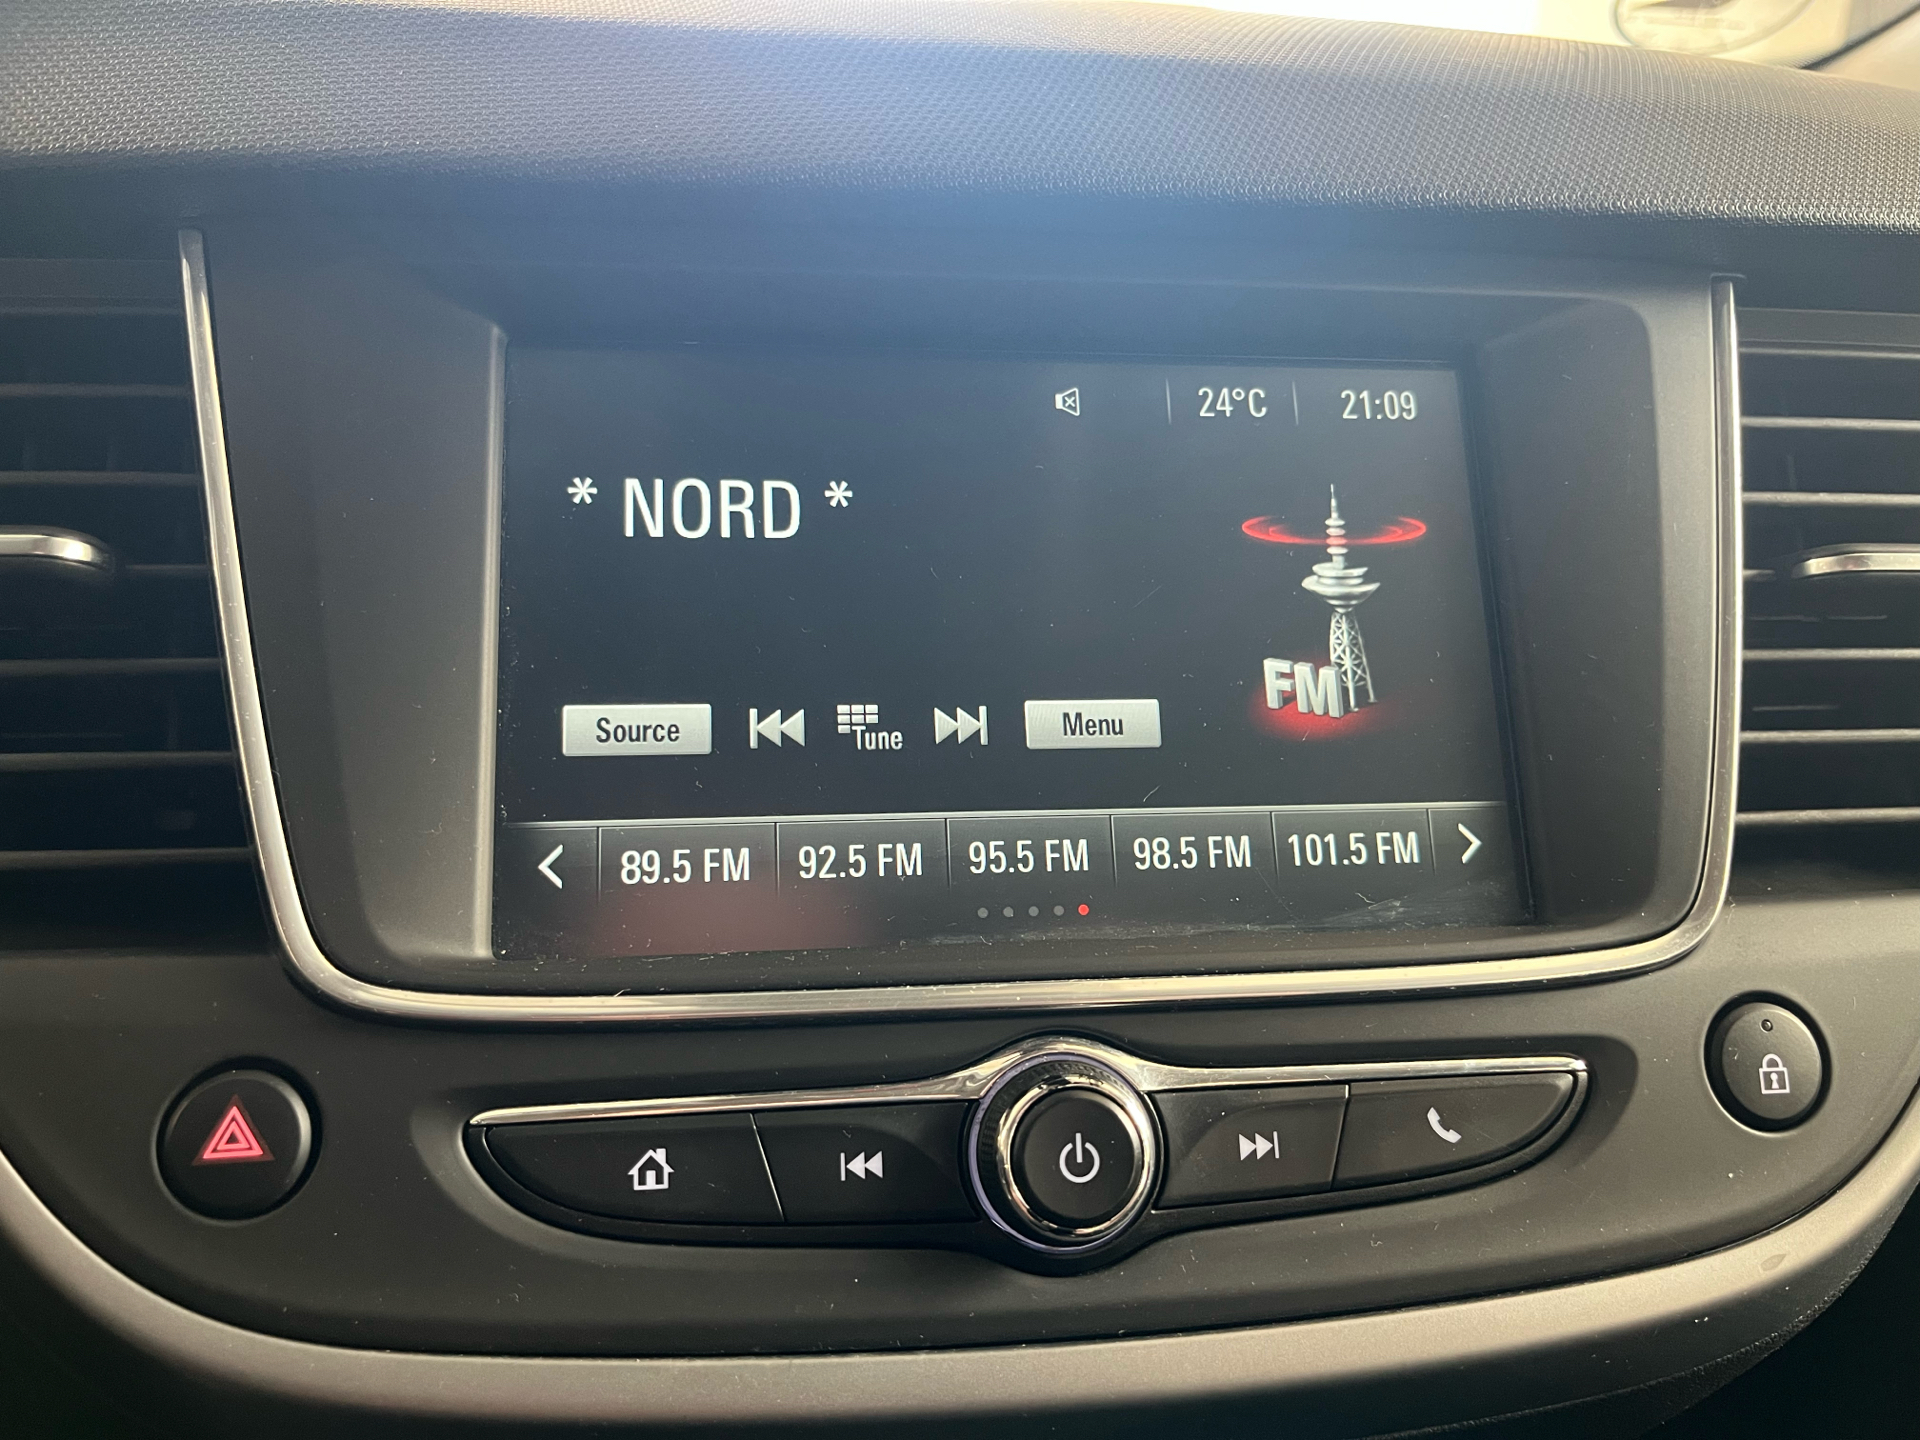 24°C 21:09
* NORD *
FM
Source Tune Menu
89.5 FM 92.5 FM 95.5 FM 98.5 FM 101.5 FM